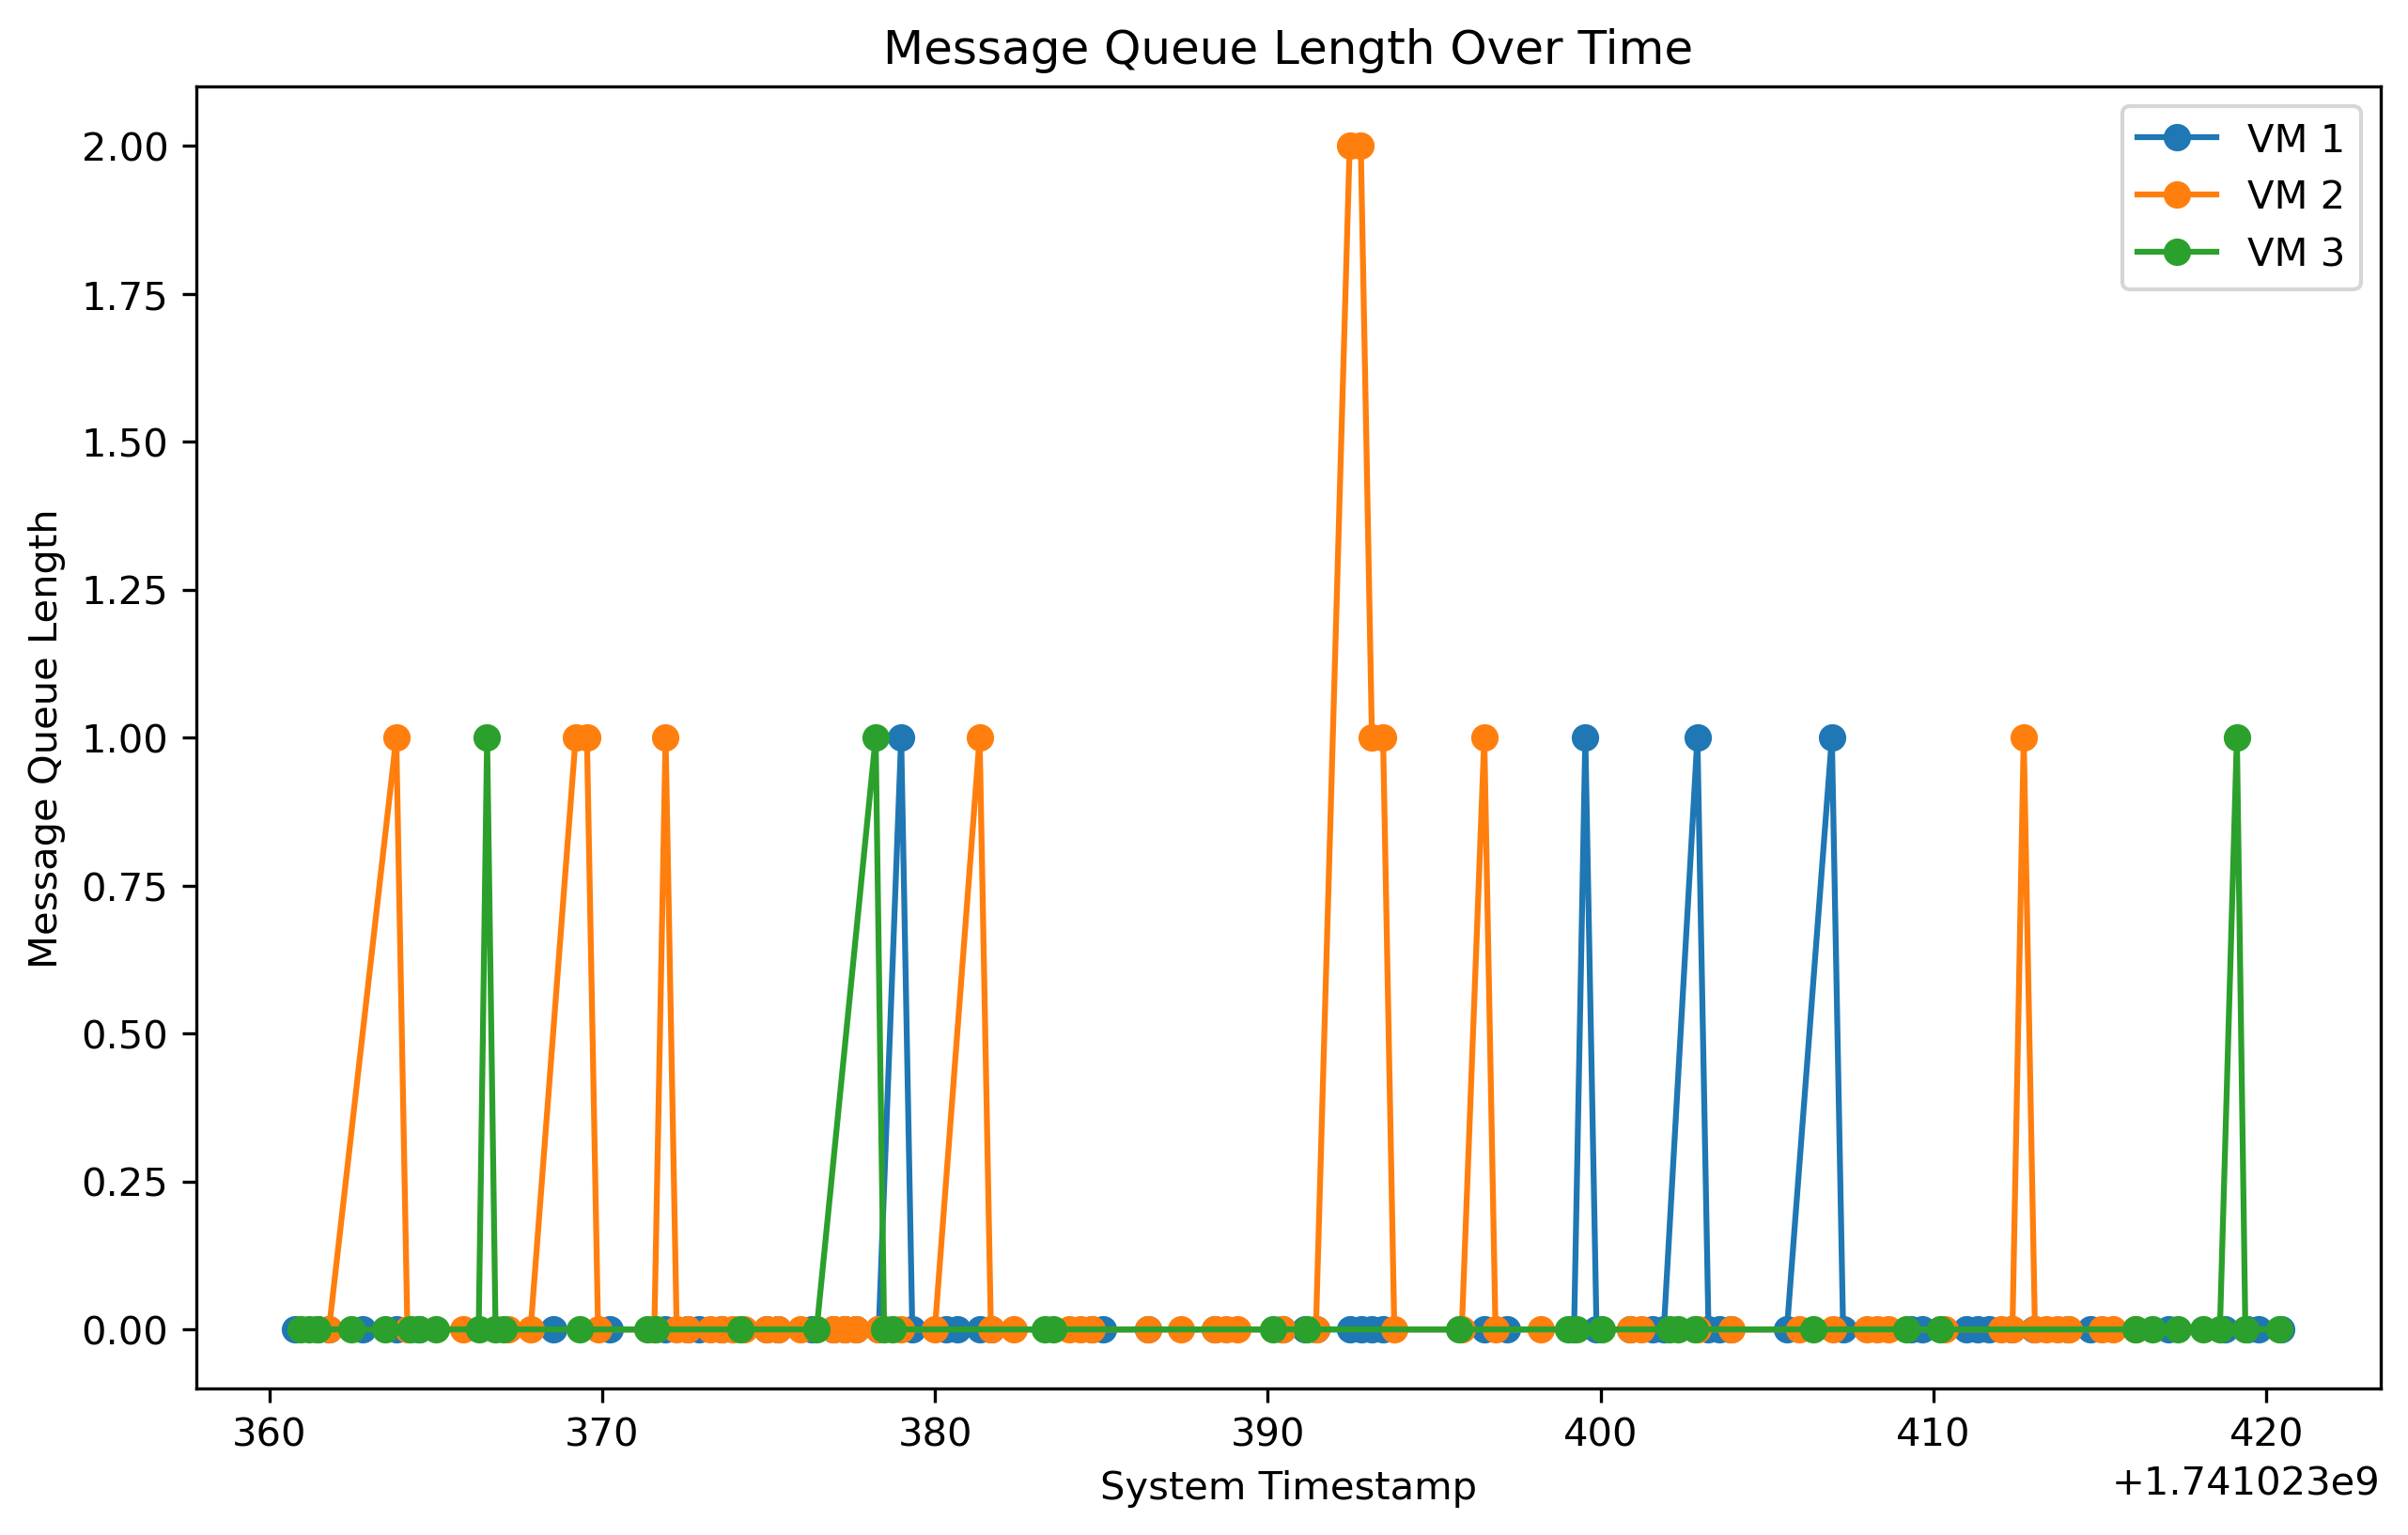 Message Queue Length Over Time
VM 1
VM 2
VM 3
Message Queue Length
2.00
1.75
1.50
1.25
1.00
0.75
0.50
0.25
0.00
360
370
380
390
400
410
420
System Timestamp
+1.741023e9